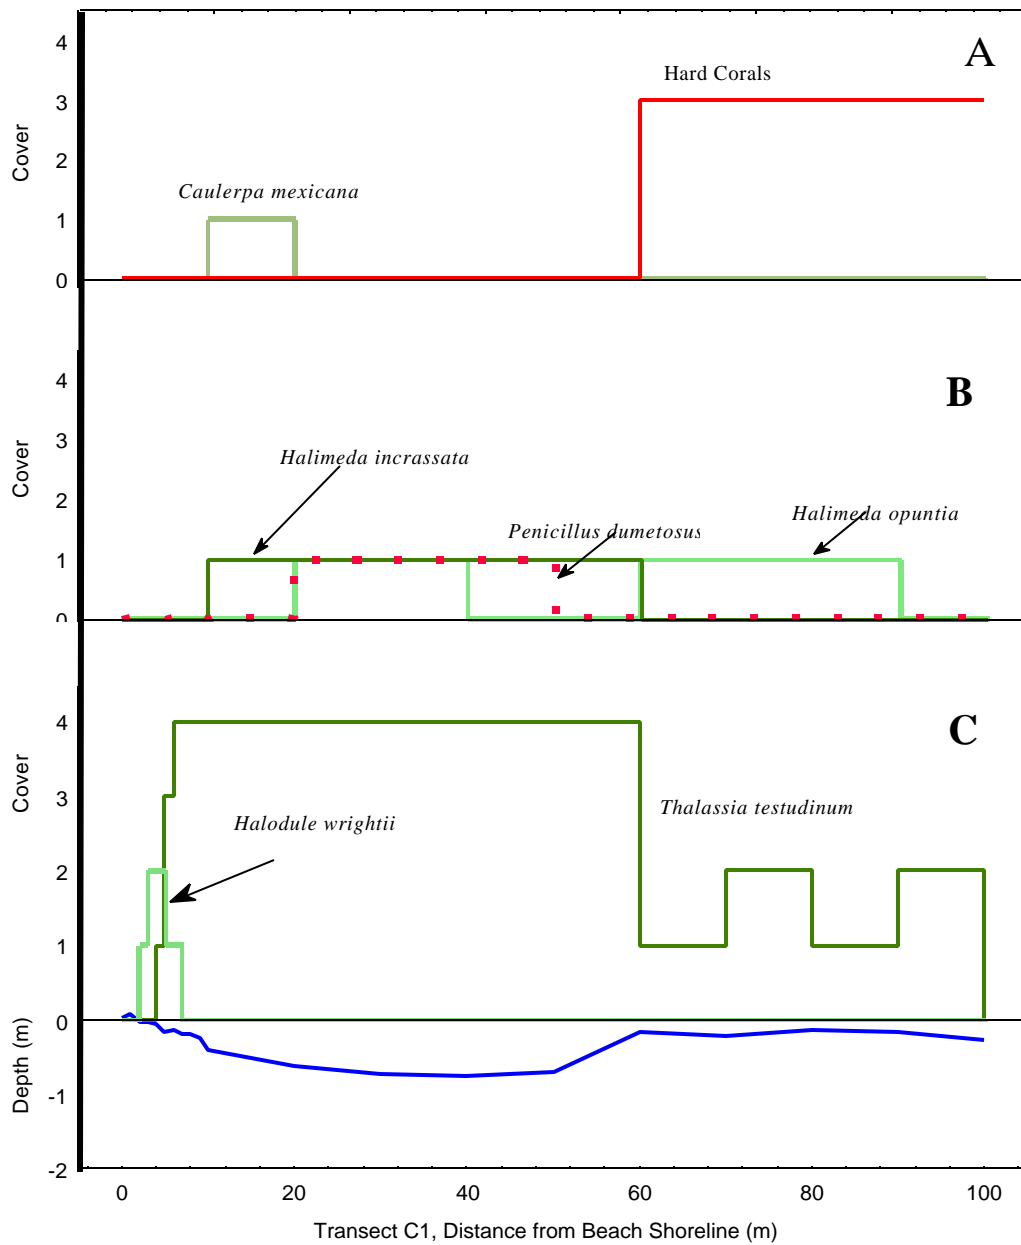 A
4
Hard Corals
3
Cover
2
Caulerpa mexicana
1
0
4
B
3
Cover
Halimeda incrassata
2
Penicillus dumetosus
Halimeda opuntia
1
0
4
C
Cover
3
Thalassia testudinum
Halodule wrightii
2
1
0
Depth (m)
-1
-2
0 20 40 60 80 100
Transect C1, Distance from Beach Shoreline (m)